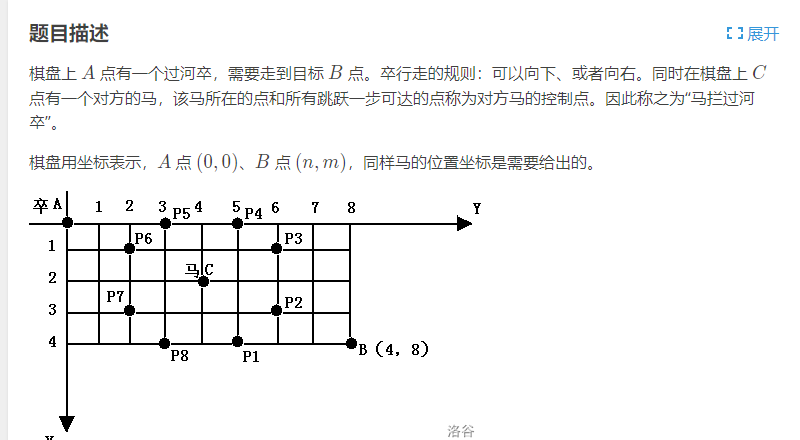 题目描述
展开
棋盘上 A 点有一个过河卒，需要走到目标 B 点。卒行走的规则：可以向下、或者向右。同时在棋盘上 C
点有一个对方的马，该马所在的点和所有跳跃一步可达的点称为对方马的控制点。因此称之为“马拦过河
卒”。
棋盘用坐标表示，A 点 (0, 0)、B 点 (n, m)，同样马的位置坐标是需要给出的。
卒 A 1 2 3 P5 4 5 P4 6 7 8 Y
1 P6 P3
2 马 C
3 P7 P2
4 P8 P1 B (4, 8)
洛谷